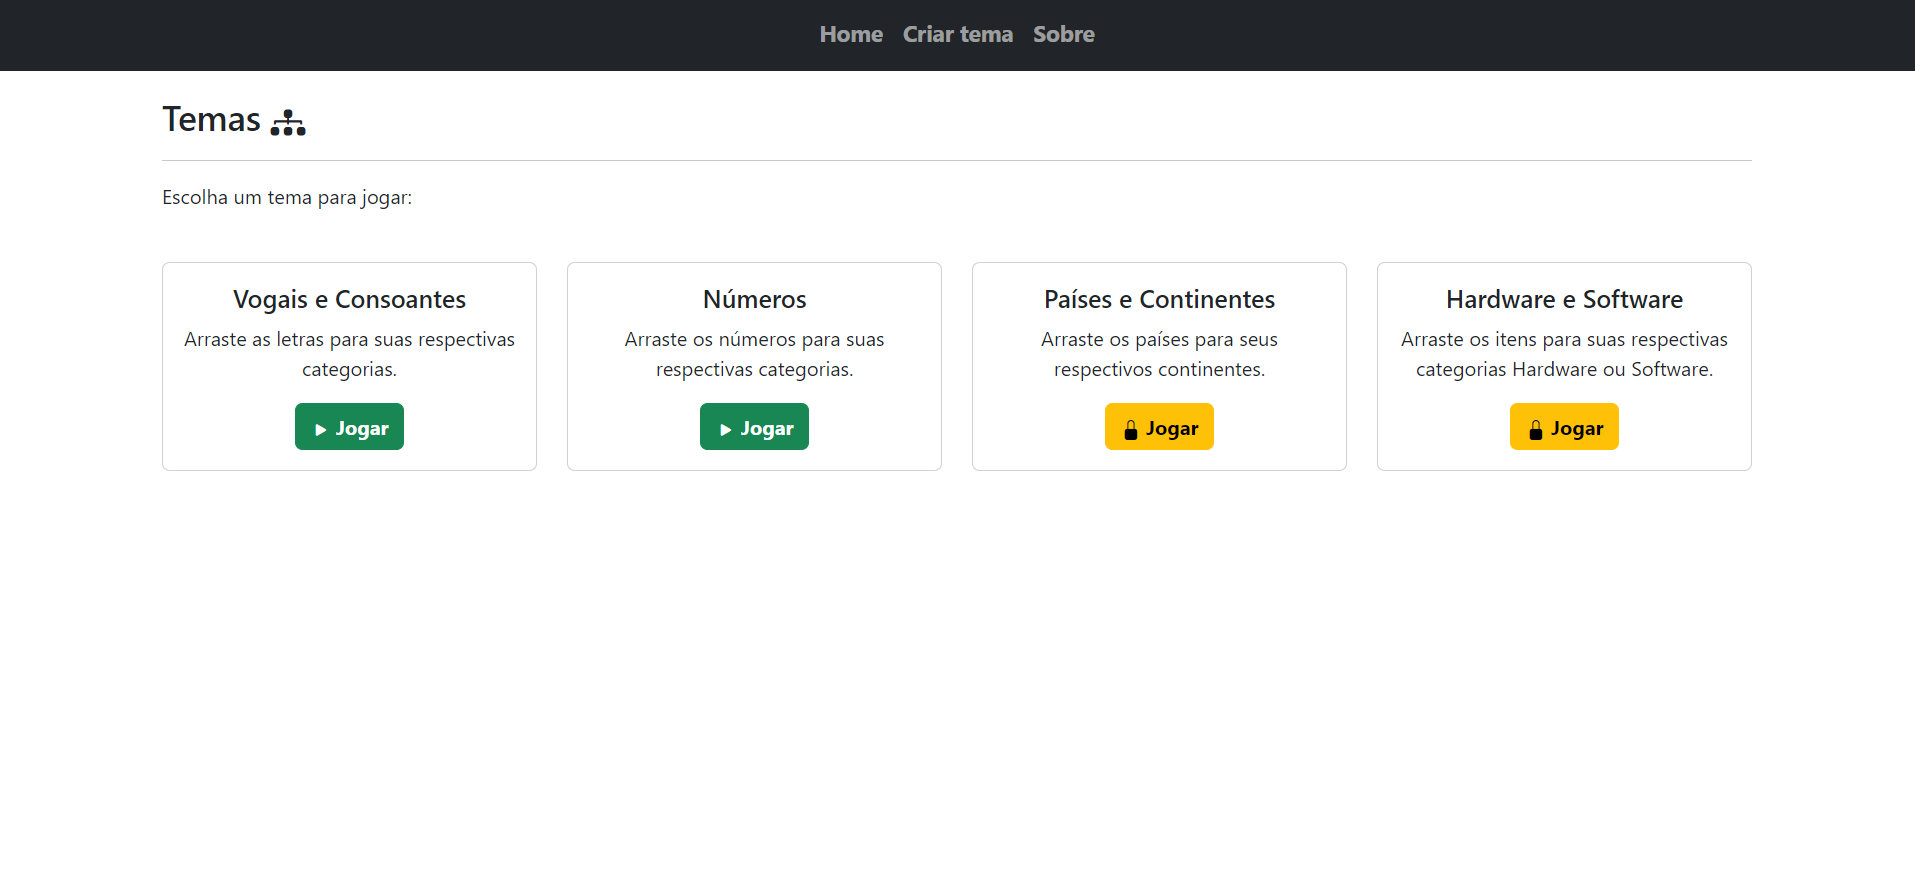 Home Criar tema Sobre
Temas
Escolha um tema para jogar:
Vogais e Consoantes
Arraste as letras para suas respectivas
categorias.
Jogar
Números
Arraste os números para suas
respectivas categorias.
Jogar
Países e Continentes
Arraste os países para seus
respectivos continentes.
Jogar
Hardware e Software
Arraste os itens para suas respectivas
categorias Hardware ou Software.
Jogar